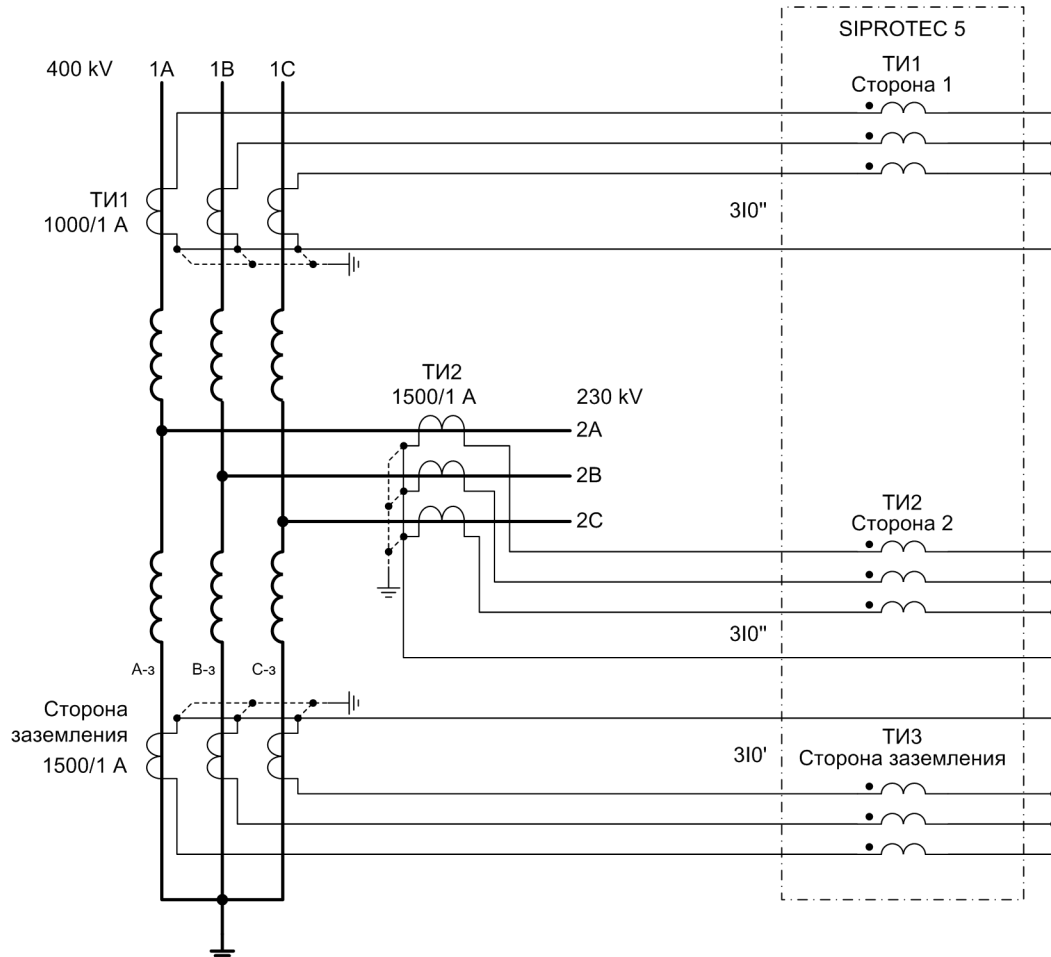 SIPROTEC 5
400 kV
1A
1B
1C
ТИ1
Сторона 1
ТИ1
1000/1 A
3I0"
ТИ2
1500/1 A
230 kV
2A
2B
2C
ТИ2
Сторона 2
3I0"
А-з
В-з
С-з
Сторона
заземления
1500/1 A
3I0'
ТИ3
Сторона заземления